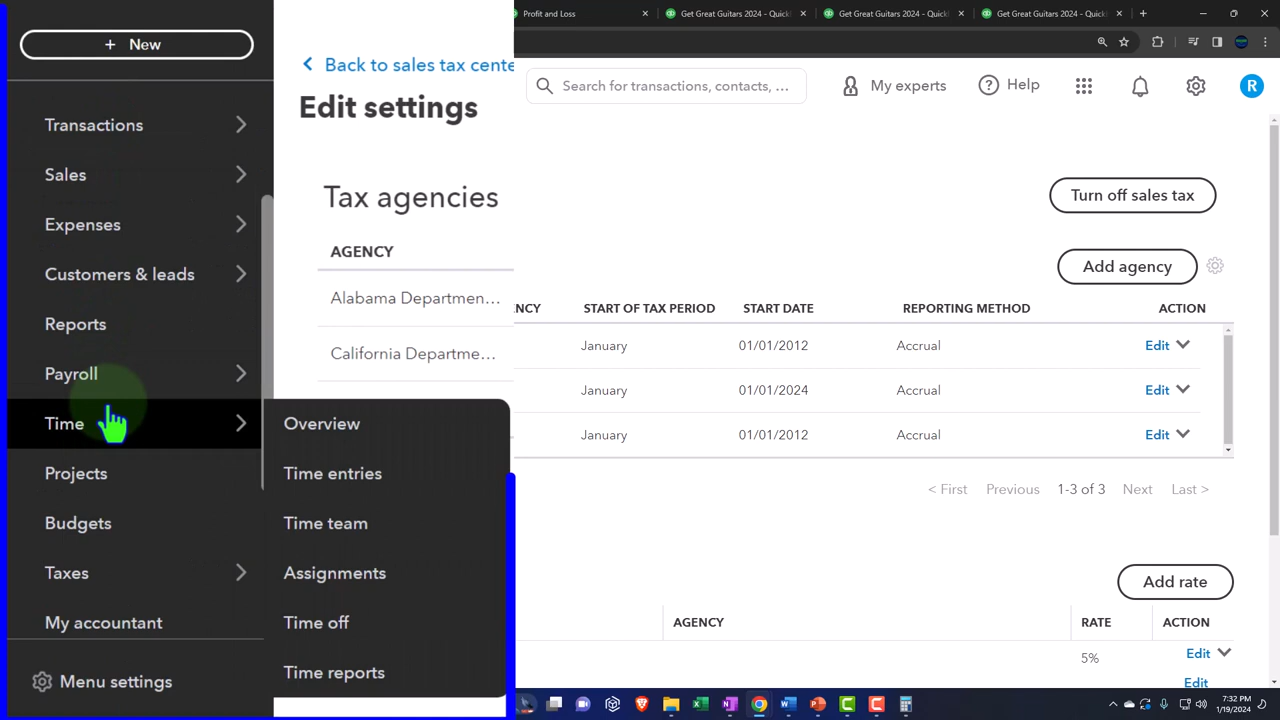 Profit and Loss
Get Great Guitars 2024 – Quick
Get Great Guitars 2024 – Quick
Get Great Guitars 2024 – Quick
+ New
Back to sales tax cente
Edit settings
Search for transactions, contacts, ...
My experts
Help
R
Transactions
Sales
Expenses
Customers & leads
Reports
Payroll
Time
Projects
Budgets
Taxes
My accountant
Menu settings
Overview
Time entries
Time team
Assignments
Time off
Time reports
Tax agencies
Turn off sales tax
Add agency
AGENCY
Alabama Departmen...
California Departme...
NCY START OF TAX PERIOD START DATE REPORTING METHOD ACTION
January 01/01/2012 Accrual Edit
January 01/01/2024 Accrual Edit
January 01/01/2012 Accrual Edit
< First Previous 1-3 of 3 Next Last >
Add rate
AGENCY RATE ACTION
5% Edit
Edit
7:32 PM
1/19/2024